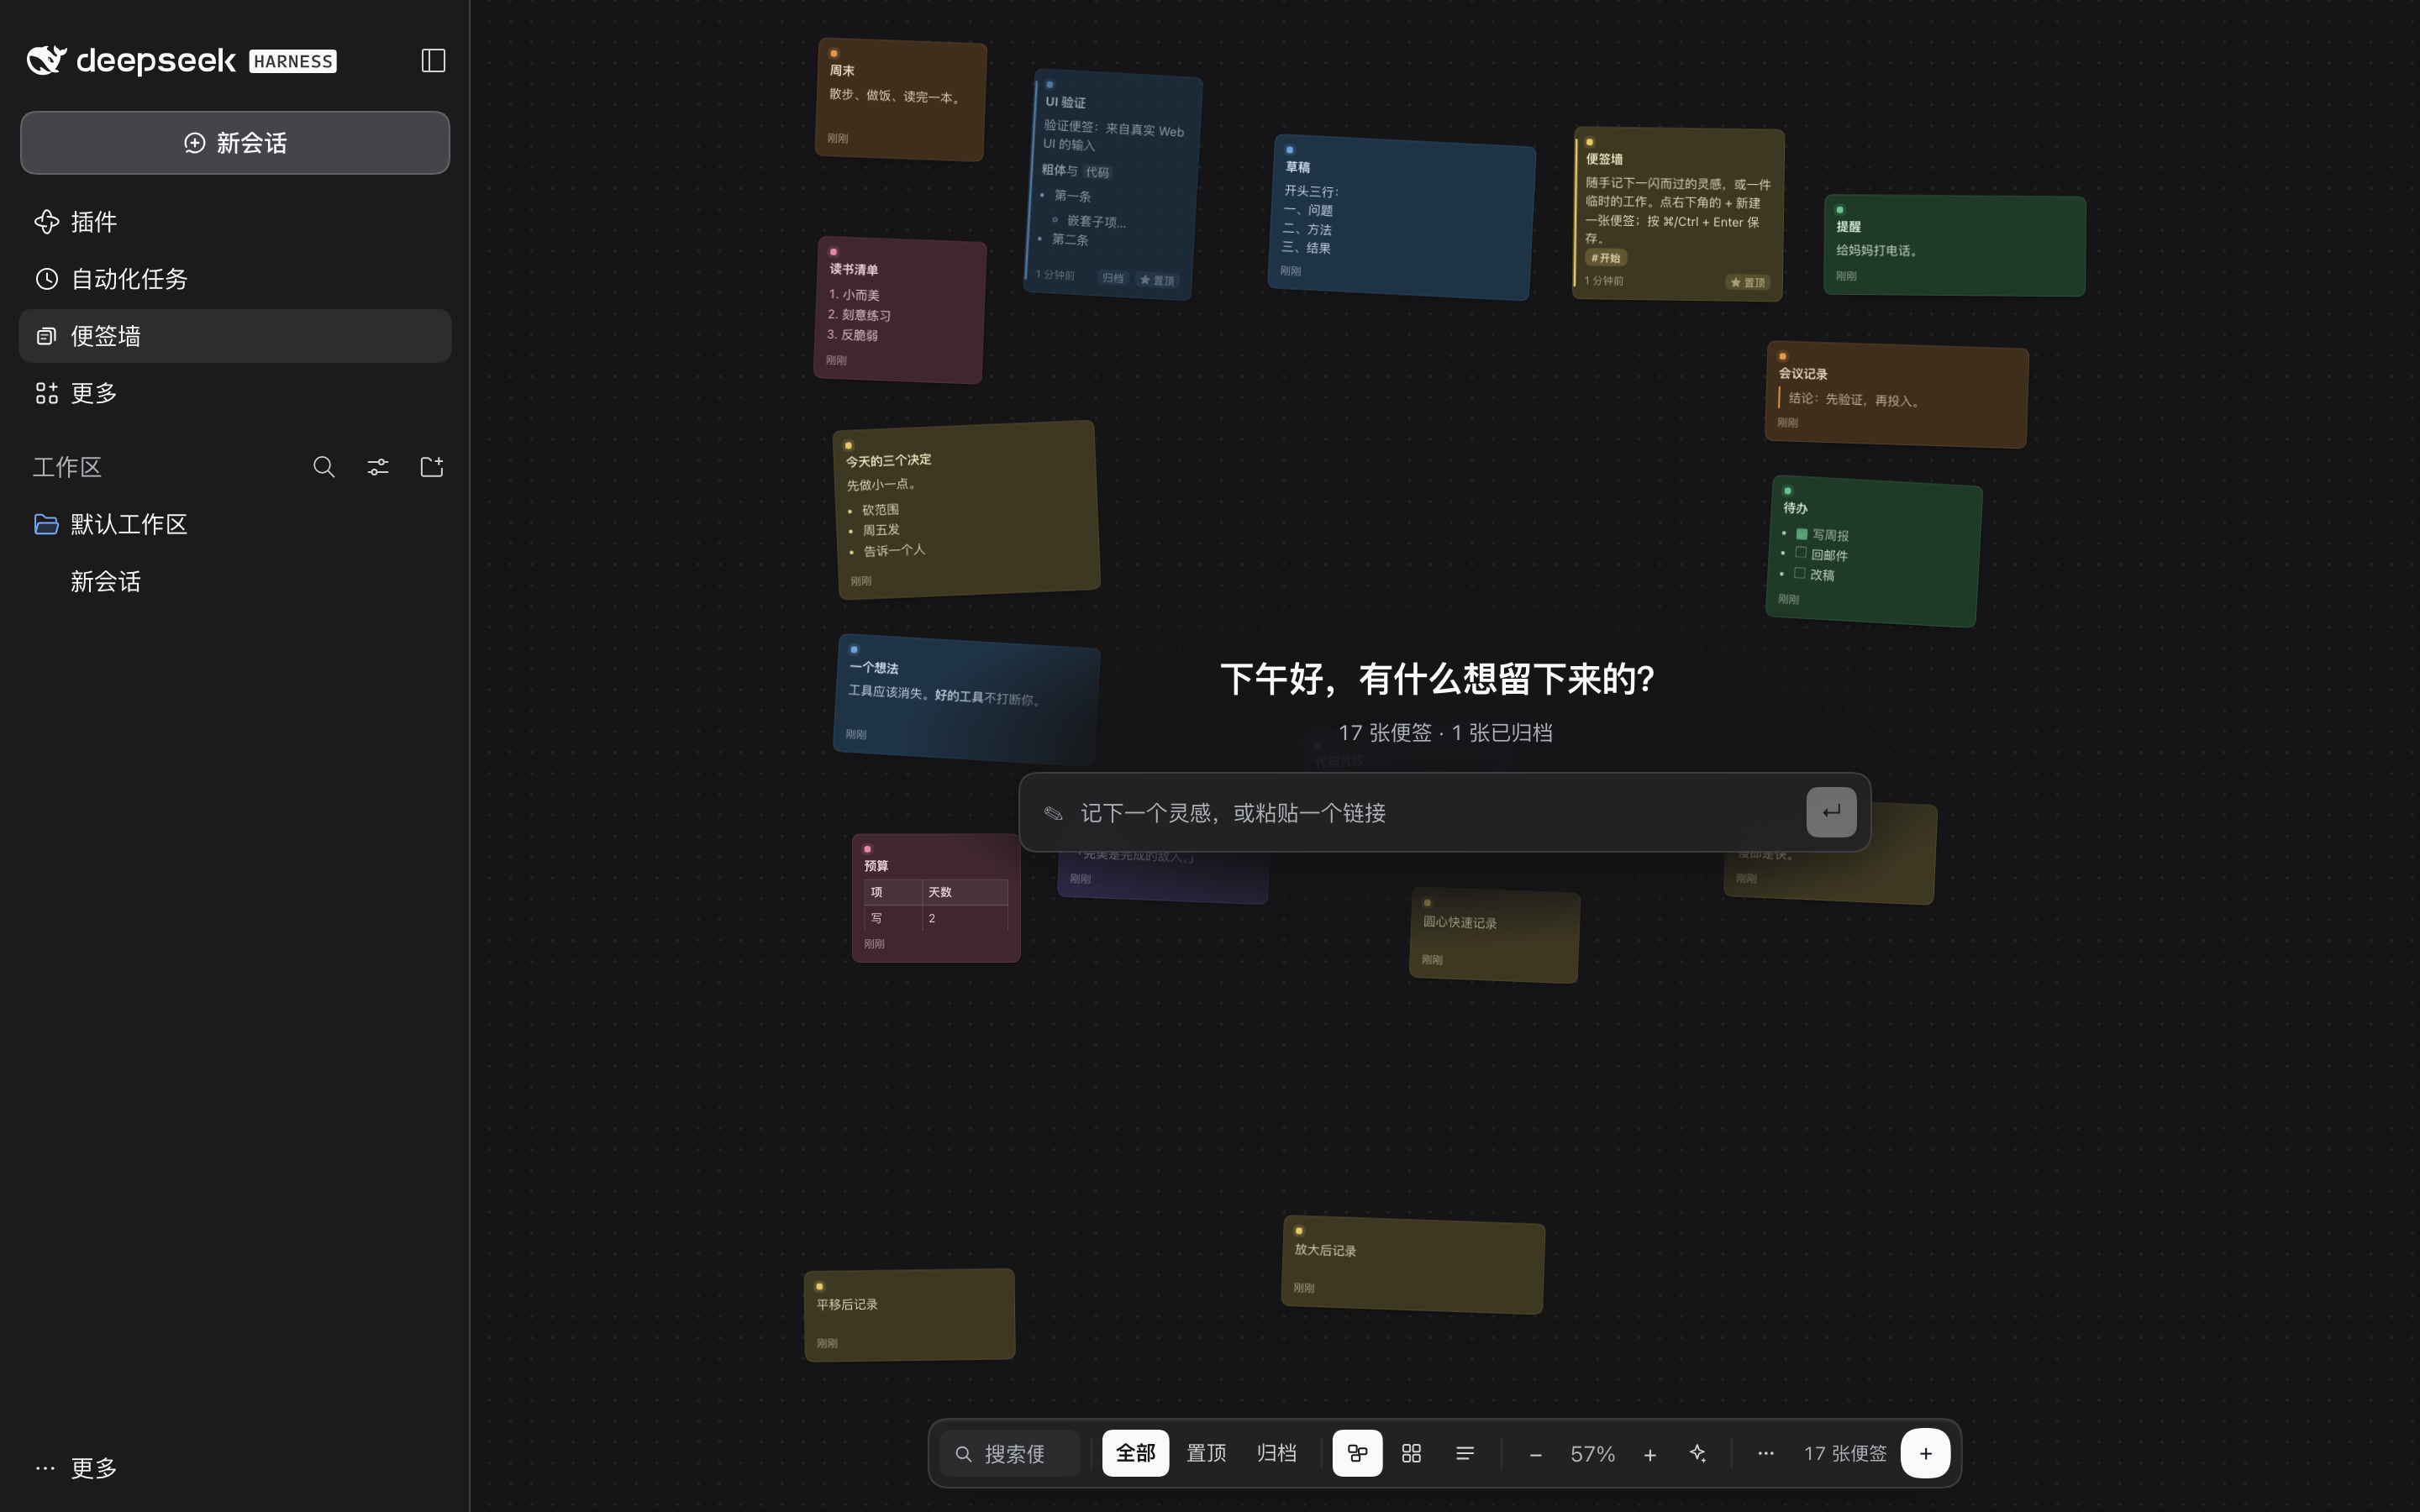 deepseek HARNESS
新会话
插件
自动化任务
便签墙
更多
工作区
默认工作区
新会话
更多
周末
散步、做饭、读完一本。
刚刚
UI 验证
验证便签：来自真实 Web
UI 的输入
粗体与 代码
第一条
嵌套子项...
第二条
1 分钟前 归档 置顶
草稿
开头三行：
一、问题
二、方法
三、结果
刚刚
便签墙
随手记下一闪而过的灵感，或一件
临时的工作。点右下角的 + 新建
一张便签；按 ⌘/Ctrl + Enter 保
存。
#开始
1 分钟前 置顶
提醒
给妈妈打电话。
刚刚
读书清单
1. 小而美
2. 刻意练习
3. 反脆弱
刚刚
会议记录
结论：先验证，再投入。
刚刚
今天的三个决定
先做小一点。
砍范围
周五发
告诉一个人
刚刚
待办
写周报
回邮件
改稿
刚刚
一个想法
工具应该消失。好的工具不打断你。
刚刚
下午好，有什么想留下来的？
17 张便签 · 1 张已归档
代码片段
记下一个灵感，或粘贴一个链接
预算
项 天数
写 2
刚刚
「完美是完成的敌人。」
刚刚
慢即是快。
刚刚
圆心快速记录
刚刚
放大后记录
刚刚
平移后记录
刚刚
搜索便 全部 置顶 归档 57% 17 张便签